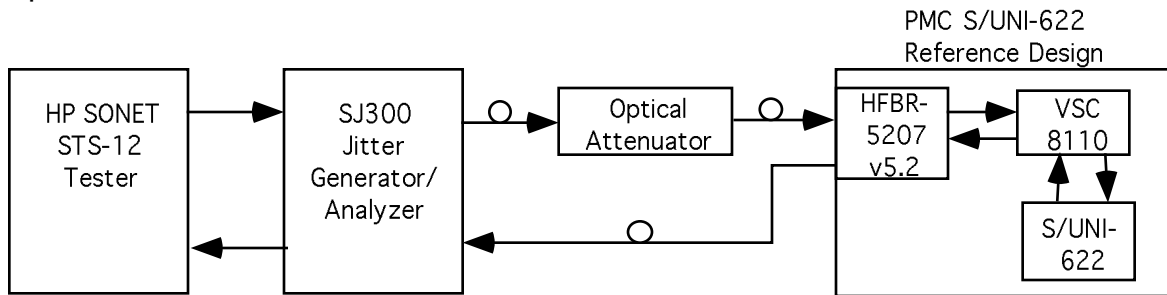 PMC S/UNI-622
Reference Design
HP SONET
STS-12
Tester
SJ300
Jitter
Generator/
Analyzer
Optical
Attenuator
HFBR-
5207
v5.2
VSC
8110
S/UNI-
622